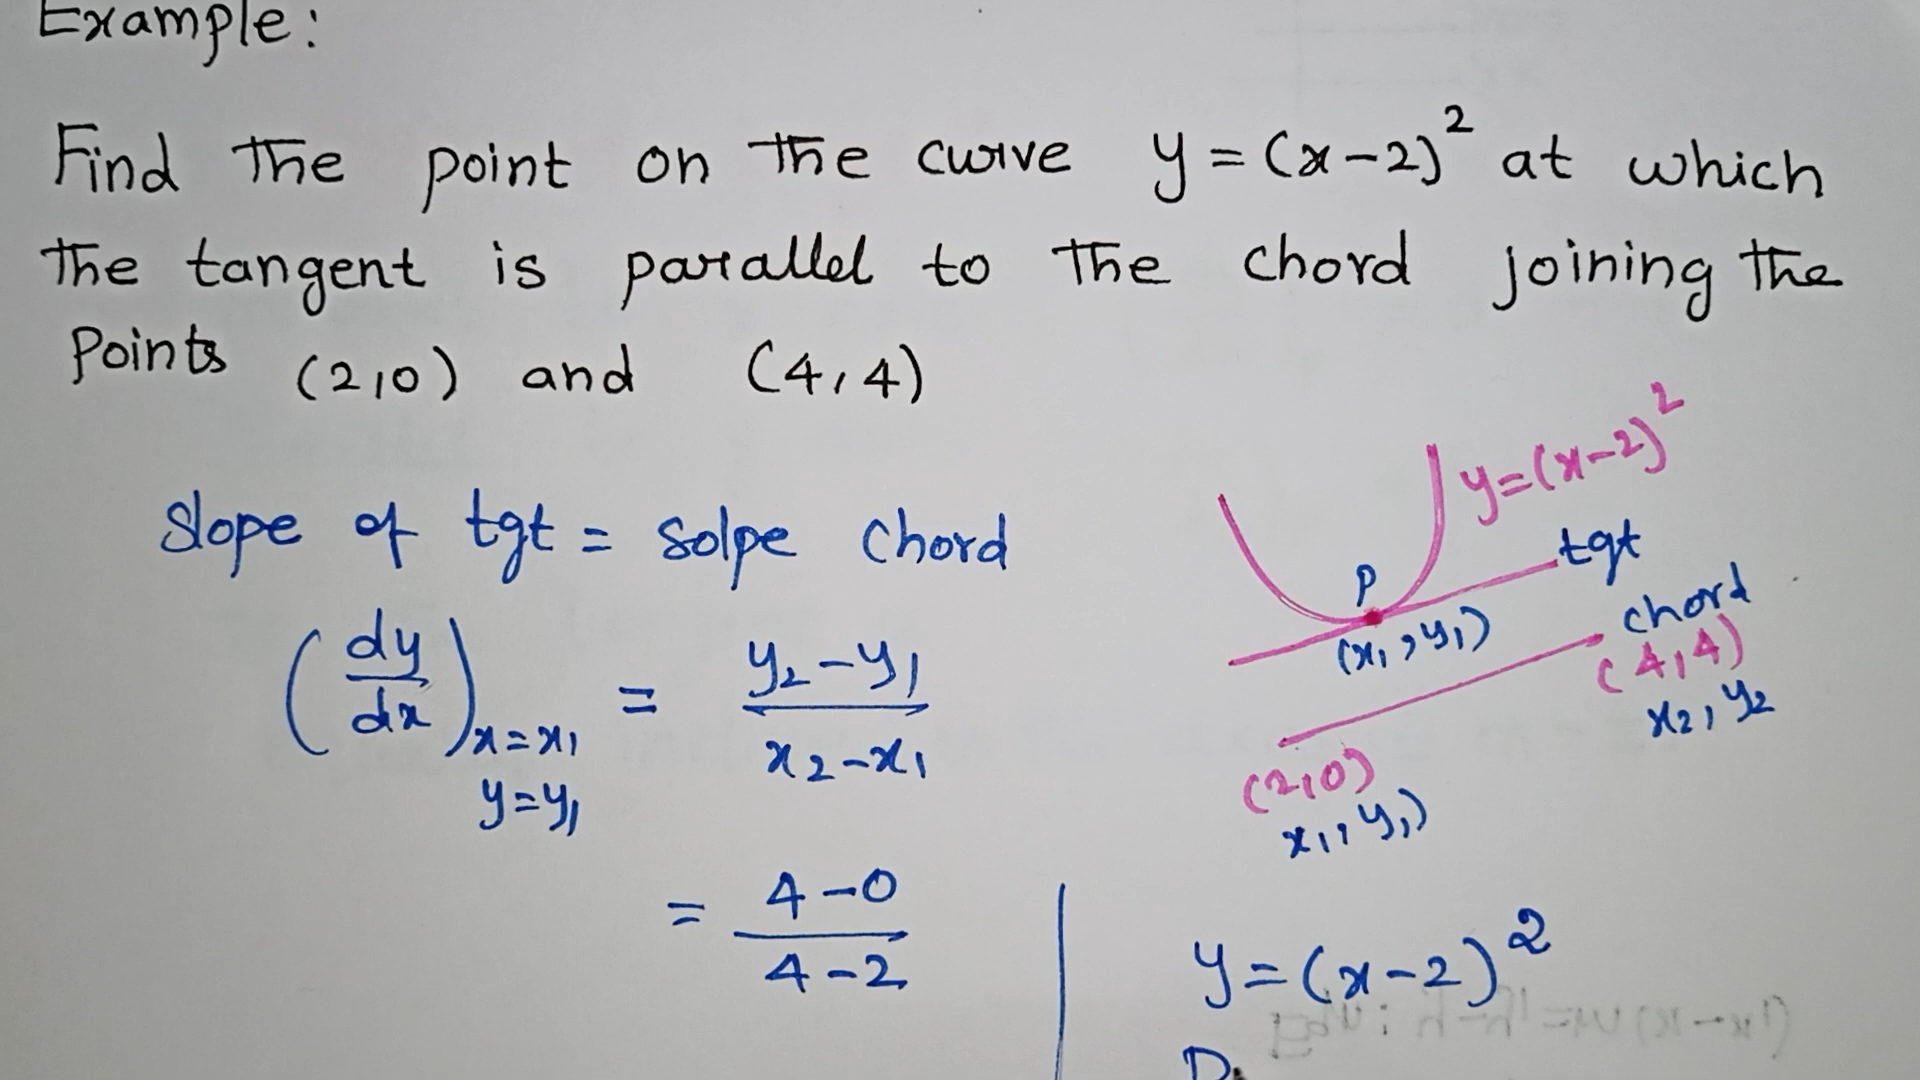 Example:
Find the point on the curve y = (x-2)² at which
the tangent is parallel to the chord joining the
Points (2,0) and (4,4)
Slope of tgt = Solpe Chord
(dy/dx) x=x₁ y=y₁ = (y₂-y₁)/(x₂-x₁)
= (4-0)/(4-2)
y=(x-2)²
tgt
P
(x₁,y₁)
chord
(4,4)
x₂,y₂
(2,0)
x₁,y₁)
y=(x-2)²